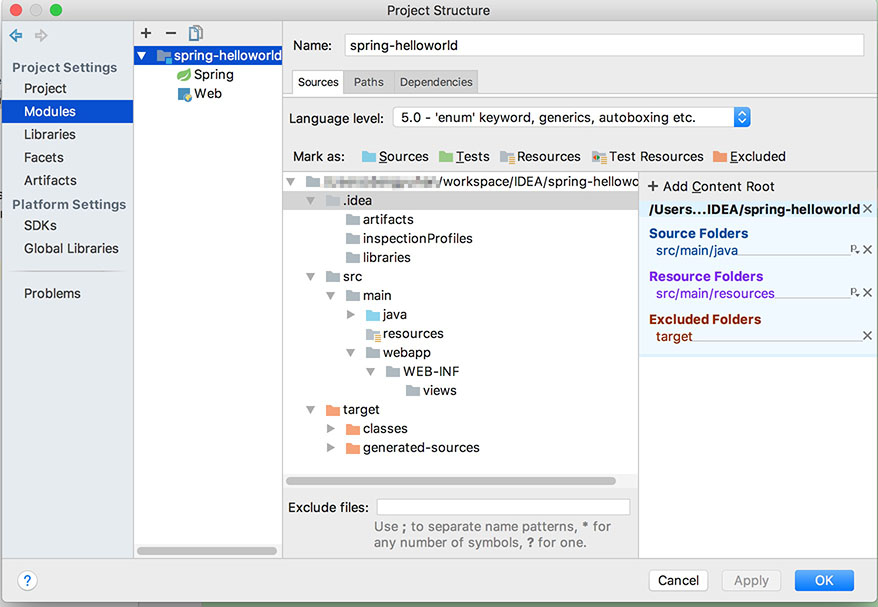 Project Structure
Project Settings
Project
Modules
Libraries
Facets
Artifacts
Platform Settings
SDKs
Global Libraries
Problems
spring-helloworld
Spring
Web
Name: spring-helloworld
Sources Paths Dependencies
Language level: 5.0 - 'enum' keyword, generics, autoboxing etc.
Mark as: Sources Tests Resources Test Resources Excluded
/workspace/IDEA/spring-hellowo
.idea
artifacts
inspectionProfiles
libraries
src
main
java
resources
webapp
WEB-INF
views
target
classes
generated-sources
+ Add Content Root
/Users...IDEA/spring-helloworld
Source Folders
src/main/java
Resource Folders
src/main/resources
Excluded Folders
target
Exclude files:
Use ; to separate name patterns, * for
any number of symbols, ? for one.
? Cancel Apply OK